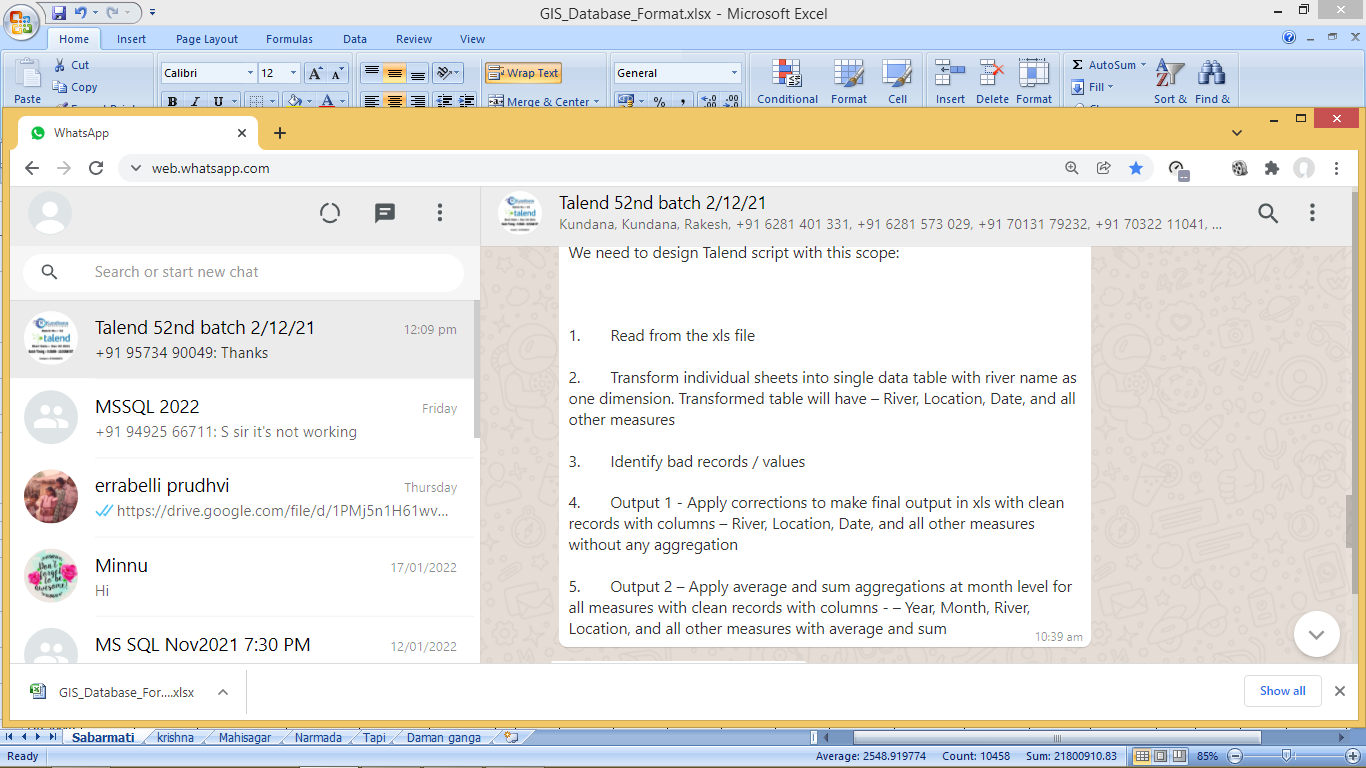 GIS_Database_Format.xlsx - Microsoft Excel
Home Insert Page Layout Formulas Data Review View
Cut
Calibri 12 Wrap Text General Σ AutoSum
Copy Fill
Paste B I U Merge & Center % , Conditional Format Cell Insert Delete Format Sort & Find &
WhatsApp
web.whatsapp.com
Talend 52nd batch 2/12/21
Kundana, Kundana, Rakesh, +91 6281 401 331, +91 6281 573 029, +91 70131 79232, +91 70322 11041, ...
Search or start new chat
Talend 52nd batch 2/12/21 12:09 pm
+91 95734 90049: Thanks
MSSQL 2022 Friday
+91 94925 66711: S sir it's not working
errabelli prudhvi Thursday
https://drive.google.com/file/d/1PMj5n1H61wv...
Minnu 17/01/2022
Hi
MS SQL Nov2021 7:30 PM 12/01/2022
We need to design Talend script with this scope:
1. Read from the xls file
2. Transform individual sheets into single data table with river name as
one dimension. Transformed table will have – River, Location, Date, and all
other measures
3. Identify bad records / values
4. Output 1 - Apply corrections to make final output in xls with clean
records with columns – River, Location, Date, and all other measures
without any aggregation
5. Output 2 – Apply average and sum aggregations at month level for
all measures with clean records with columns - – Year, Month, River,
Location, and all other measures with average and sum
10:39 am
GIS_Database_For....xlsx Show all
Sabarmati krishna Mahisagar Narmada Tapi Daman ganga
Ready Average: 2548.919774 Count: 10458 Sum: 21800910.83 85%